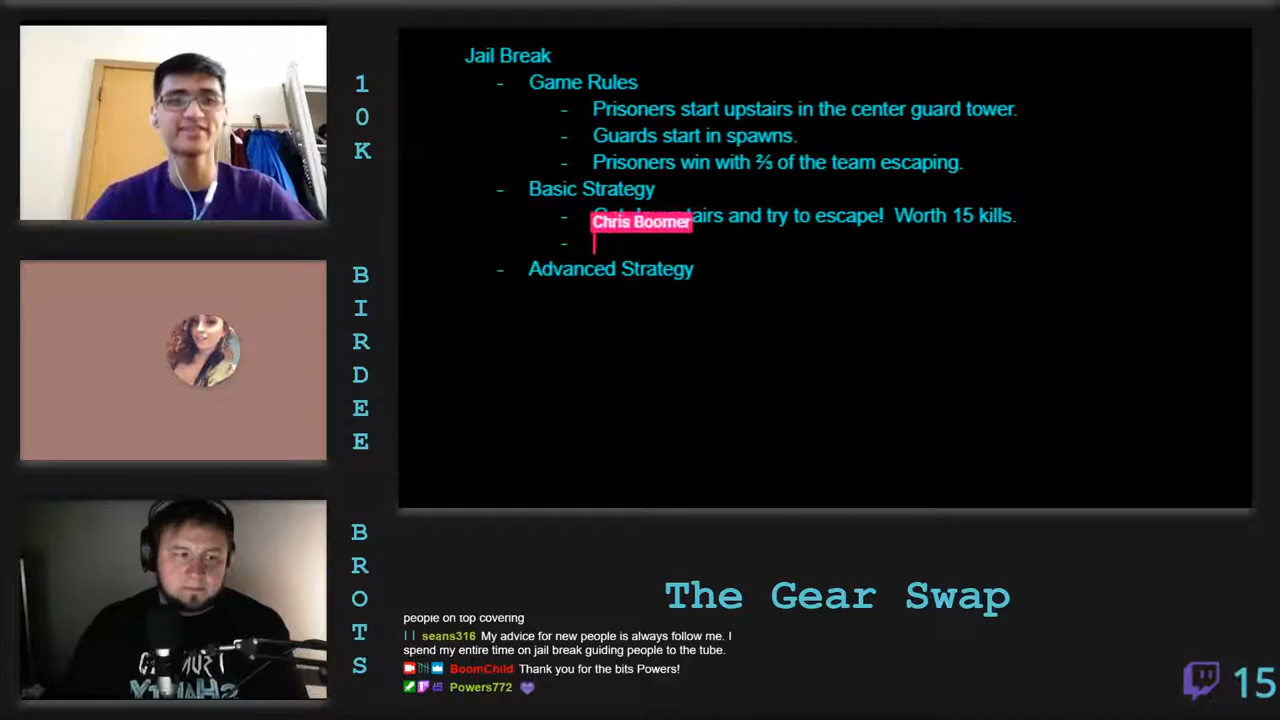 10K
BIRDEE
BROTS
Jail Break
- Game Rules
- Prisoners start upstairs in the center guard tower.
- Guards start in spawns.
- Prisoners win with ⅔ of the team escaping.
- Basic Strategy
- airs and try to escape! Worth 15 kills.
Chris Boomer
-
- Advanced Strategy
The Gear Swap
people on top covering
seans316 My advice for new people is always follow me. I
spend my entire time on jail break guiding people to the tube.
BoomChild Thank you for the bits Powers!
Powers772
15